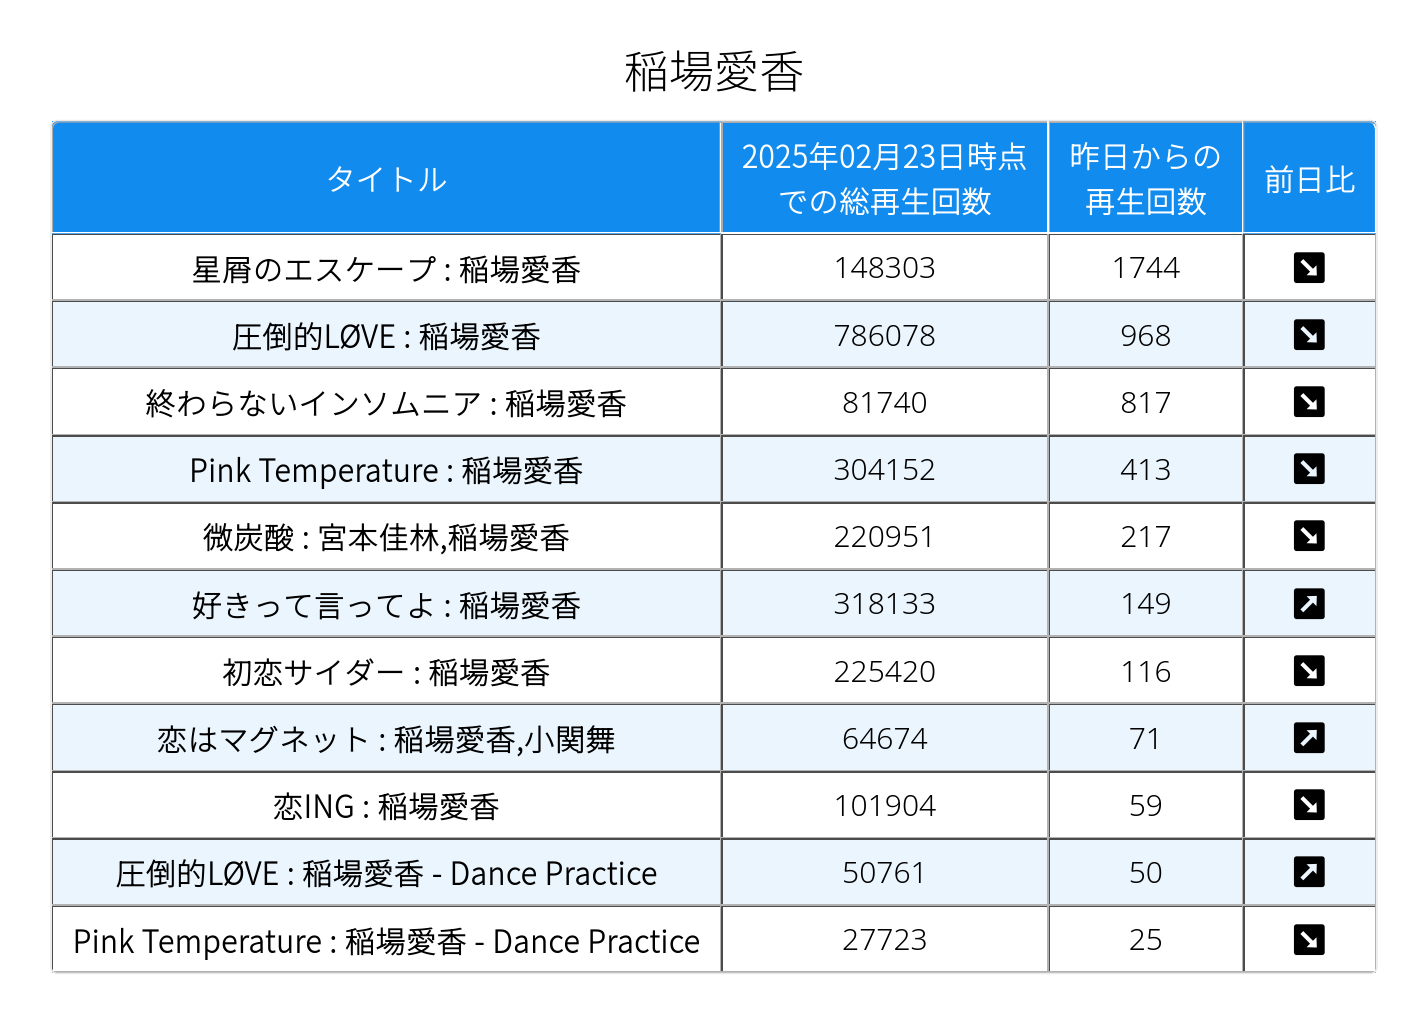 稲場愛香
タイトル 2025年02月23日時点での総再生回数 昨日からの再生回数 前日比
星屑のエスケープ : 稲場愛香 148303 1744 ↘
圧倒的LØVE : 稲場愛香 786078 968 ↘
終わらないインソムニア : 稲場愛香 81740 817 ↘
Pink Temperature : 稲場愛香 304152 413 ↘
微炭酸 : 宮本佳林,稲場愛香 220951 217 ↘
好きって言ってよ : 稲場愛香 318133 149 ↗
初恋サイダー : 稲場愛香 225420 116 ↘
恋はマグネット : 稲場愛香,小関舞 64674 71 ↗
恋ING : 稲場愛香 101904 59 ↘
圧倒的LØVE : 稲場愛香 - Dance Practice 50761 50 ↗
Pink Temperature : 稲場愛香 - Dance Practice 27723 25 ↘